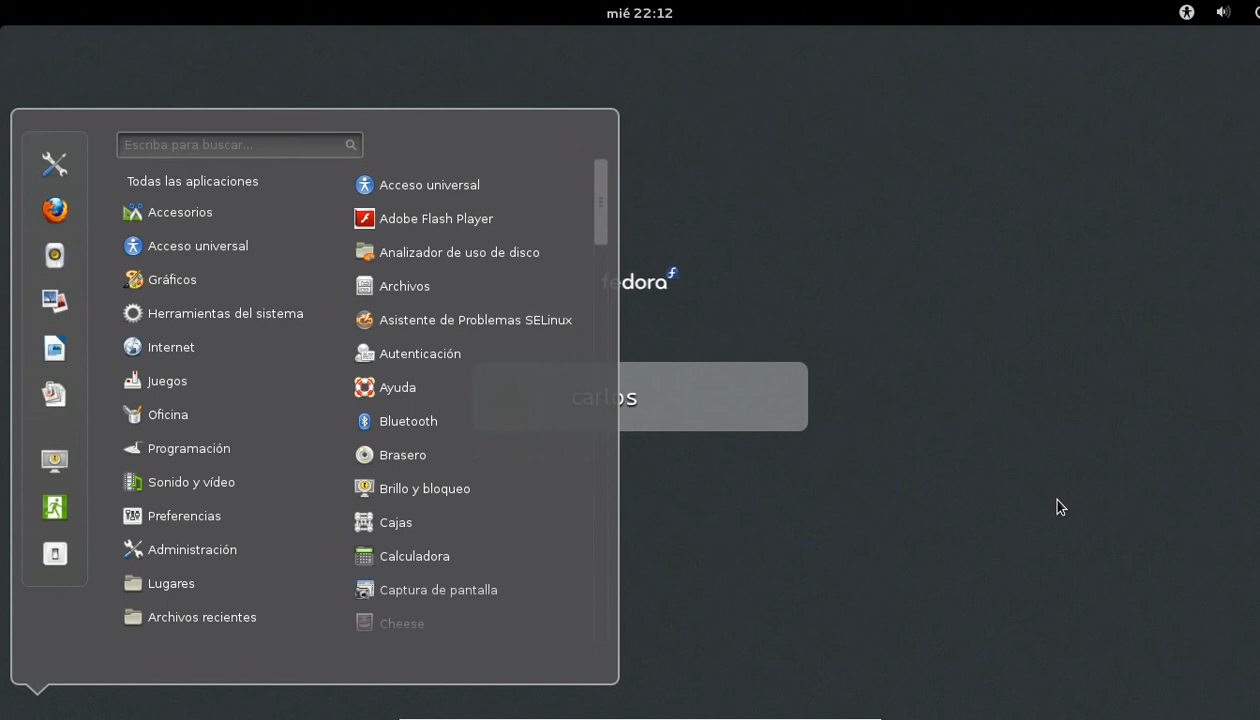 mié 22:12
Escriba para buscar...
Todas las aplicaciones
Accesorios
Acceso universal
Gráficos
Herramientas del sistema
Internet
Juegos
Oficina
Programación
Sonido y vídeo
Preferencias
Administración
Lugares
Archivos recientes
Acceso universal
Adobe Flash Player
Analizador de uso de disco
Archivos
Asistente de Problemas SELinux
Autenticación
Ayuda
Bluetooth
Brasero
Brillo y bloqueo
Cajas
Calculadora
Captura de pantalla
Cheese
fedora
carlos